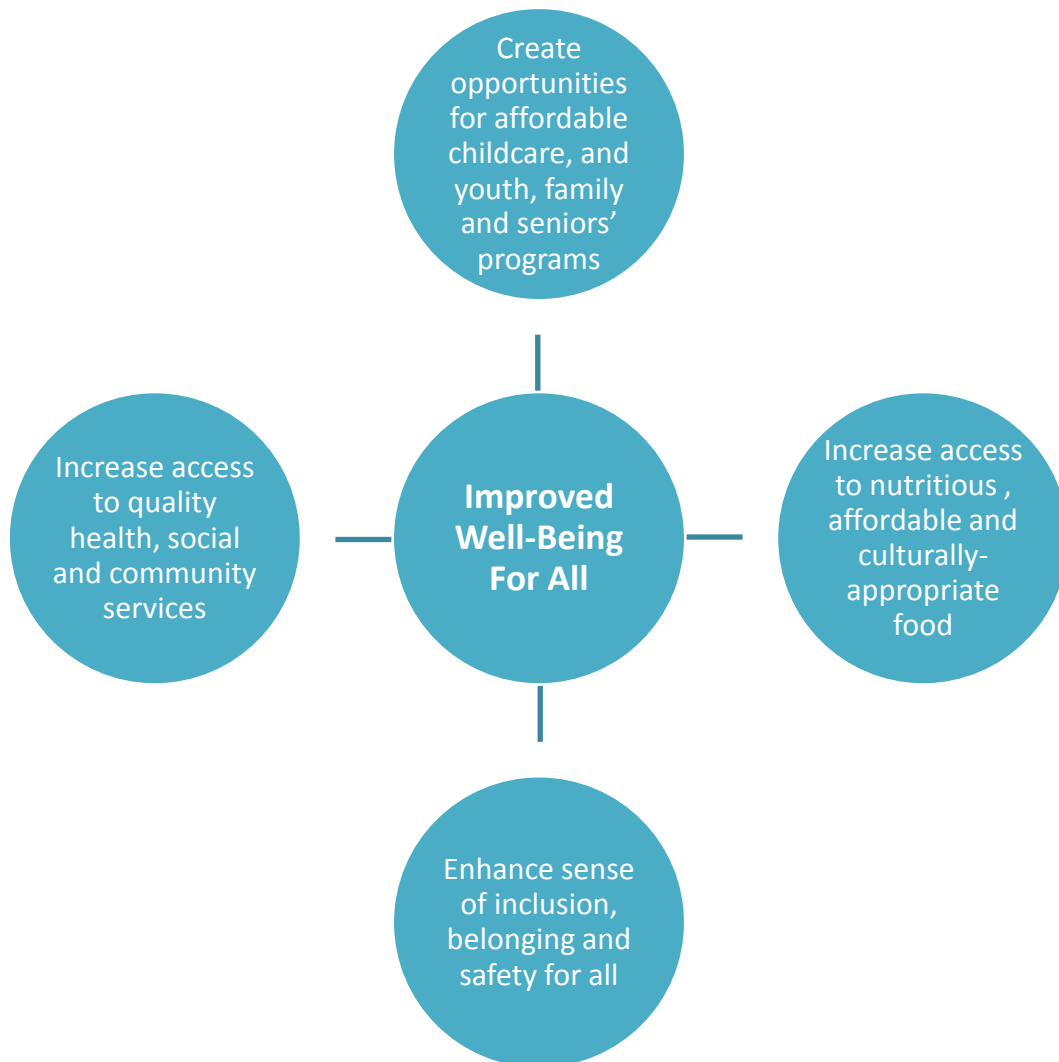 Create
opportunities
for affordable
childcare, and
youth, family
and seniors’
programs
Increase access
to quality
health, social
and community
services
Improved
Well-Being
For All
Increase access
to nutritious ,
affordable and
culturally-
appropriate
food
Enhance sense
of inclusion,
belonging and
safety for all